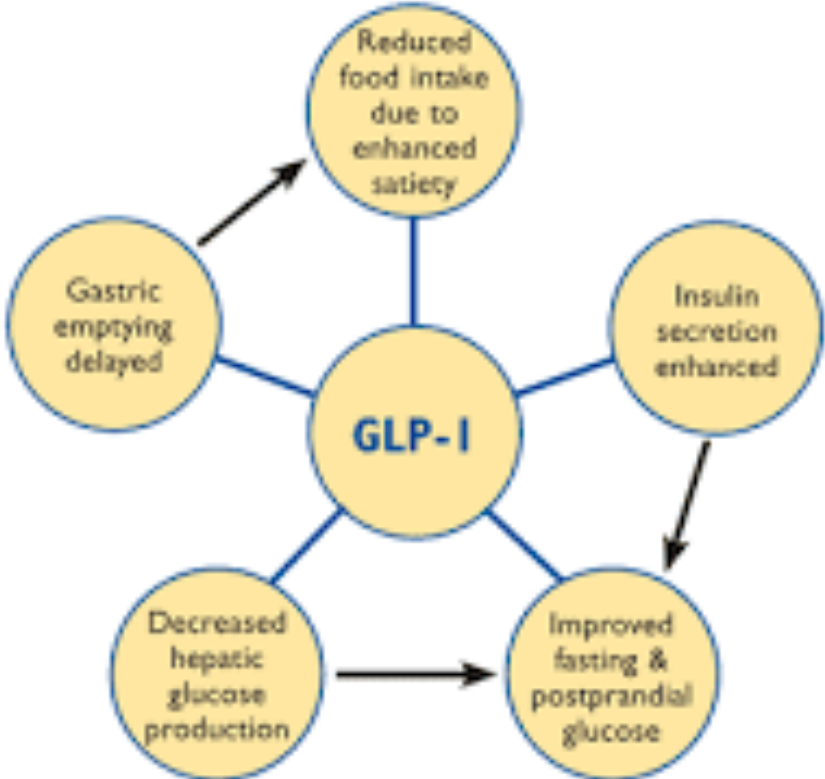 Reduced
food intake
due to
enhanced
satiety
Gastric
emptying
delayed
Insulin
secretion
enhanced
GLP-1
Decreased
hepatic
glucose
production
Improved
fasting &
postprandial
glucose